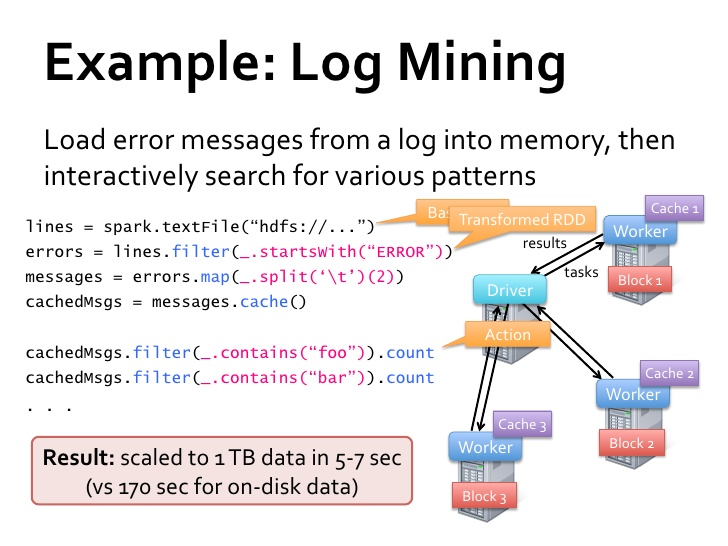 Example: Log Mining
Load error messages from a log into memory, then
interactively search for various patterns
lines = spark.textFile(“hdfs://...”)
errors = lines.filter(_.startsWith(“ERROR”))
messages = errors.map(_.split(‘\t’)(2))
cachedMsgs = messages.cache()
cachedMsgs.filter(_.contains(“foo”)).count
cachedMsgs.filter(_.contains(“bar”)).count
. . .
Result: scaled to 1 TB data in 5-7 sec
(vs 170 sec for on-disk data)
Transformed RDD
results
tasks
Driver
Action
Cache 1
Worker
Block 1
Cache 2
Worker
Block 2
Cache 3
Worker
Block 3